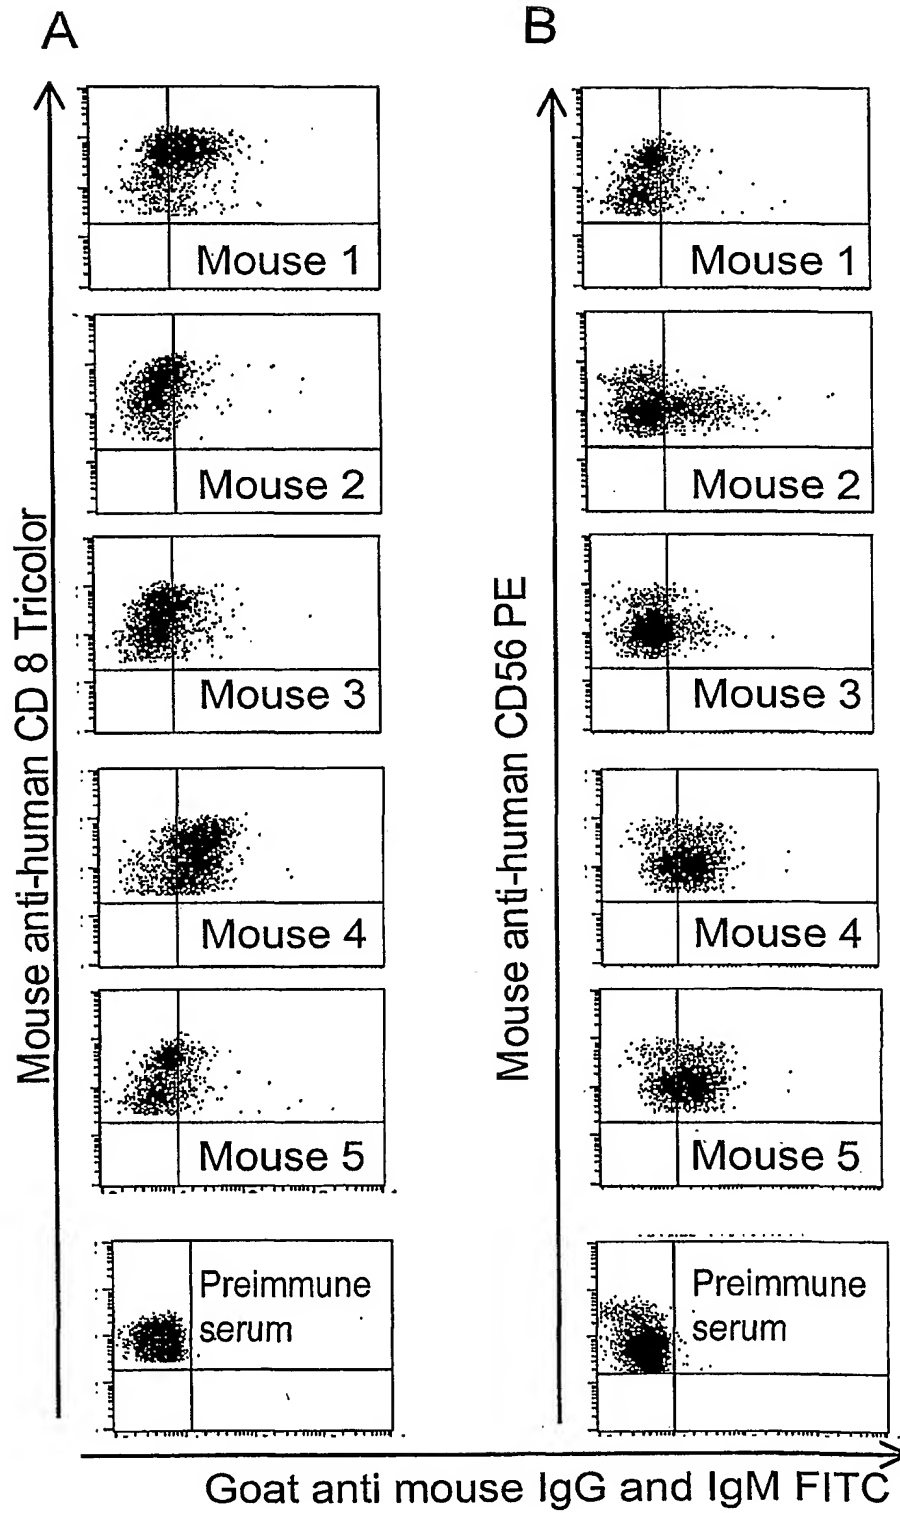 A
B
Mouse anti-human CD 8 Tricolor
Mouse 1
Mouse 2
Mouse 3
Mouse 4
Mouse 5
Preimmune
serum
Mouse anti-human CD56 PE
Mouse 1
Mouse 2
Mouse 3
Mouse 4
Mouse 5
Preimmune
serum
Goat anti mouse IgG and IgM FITC